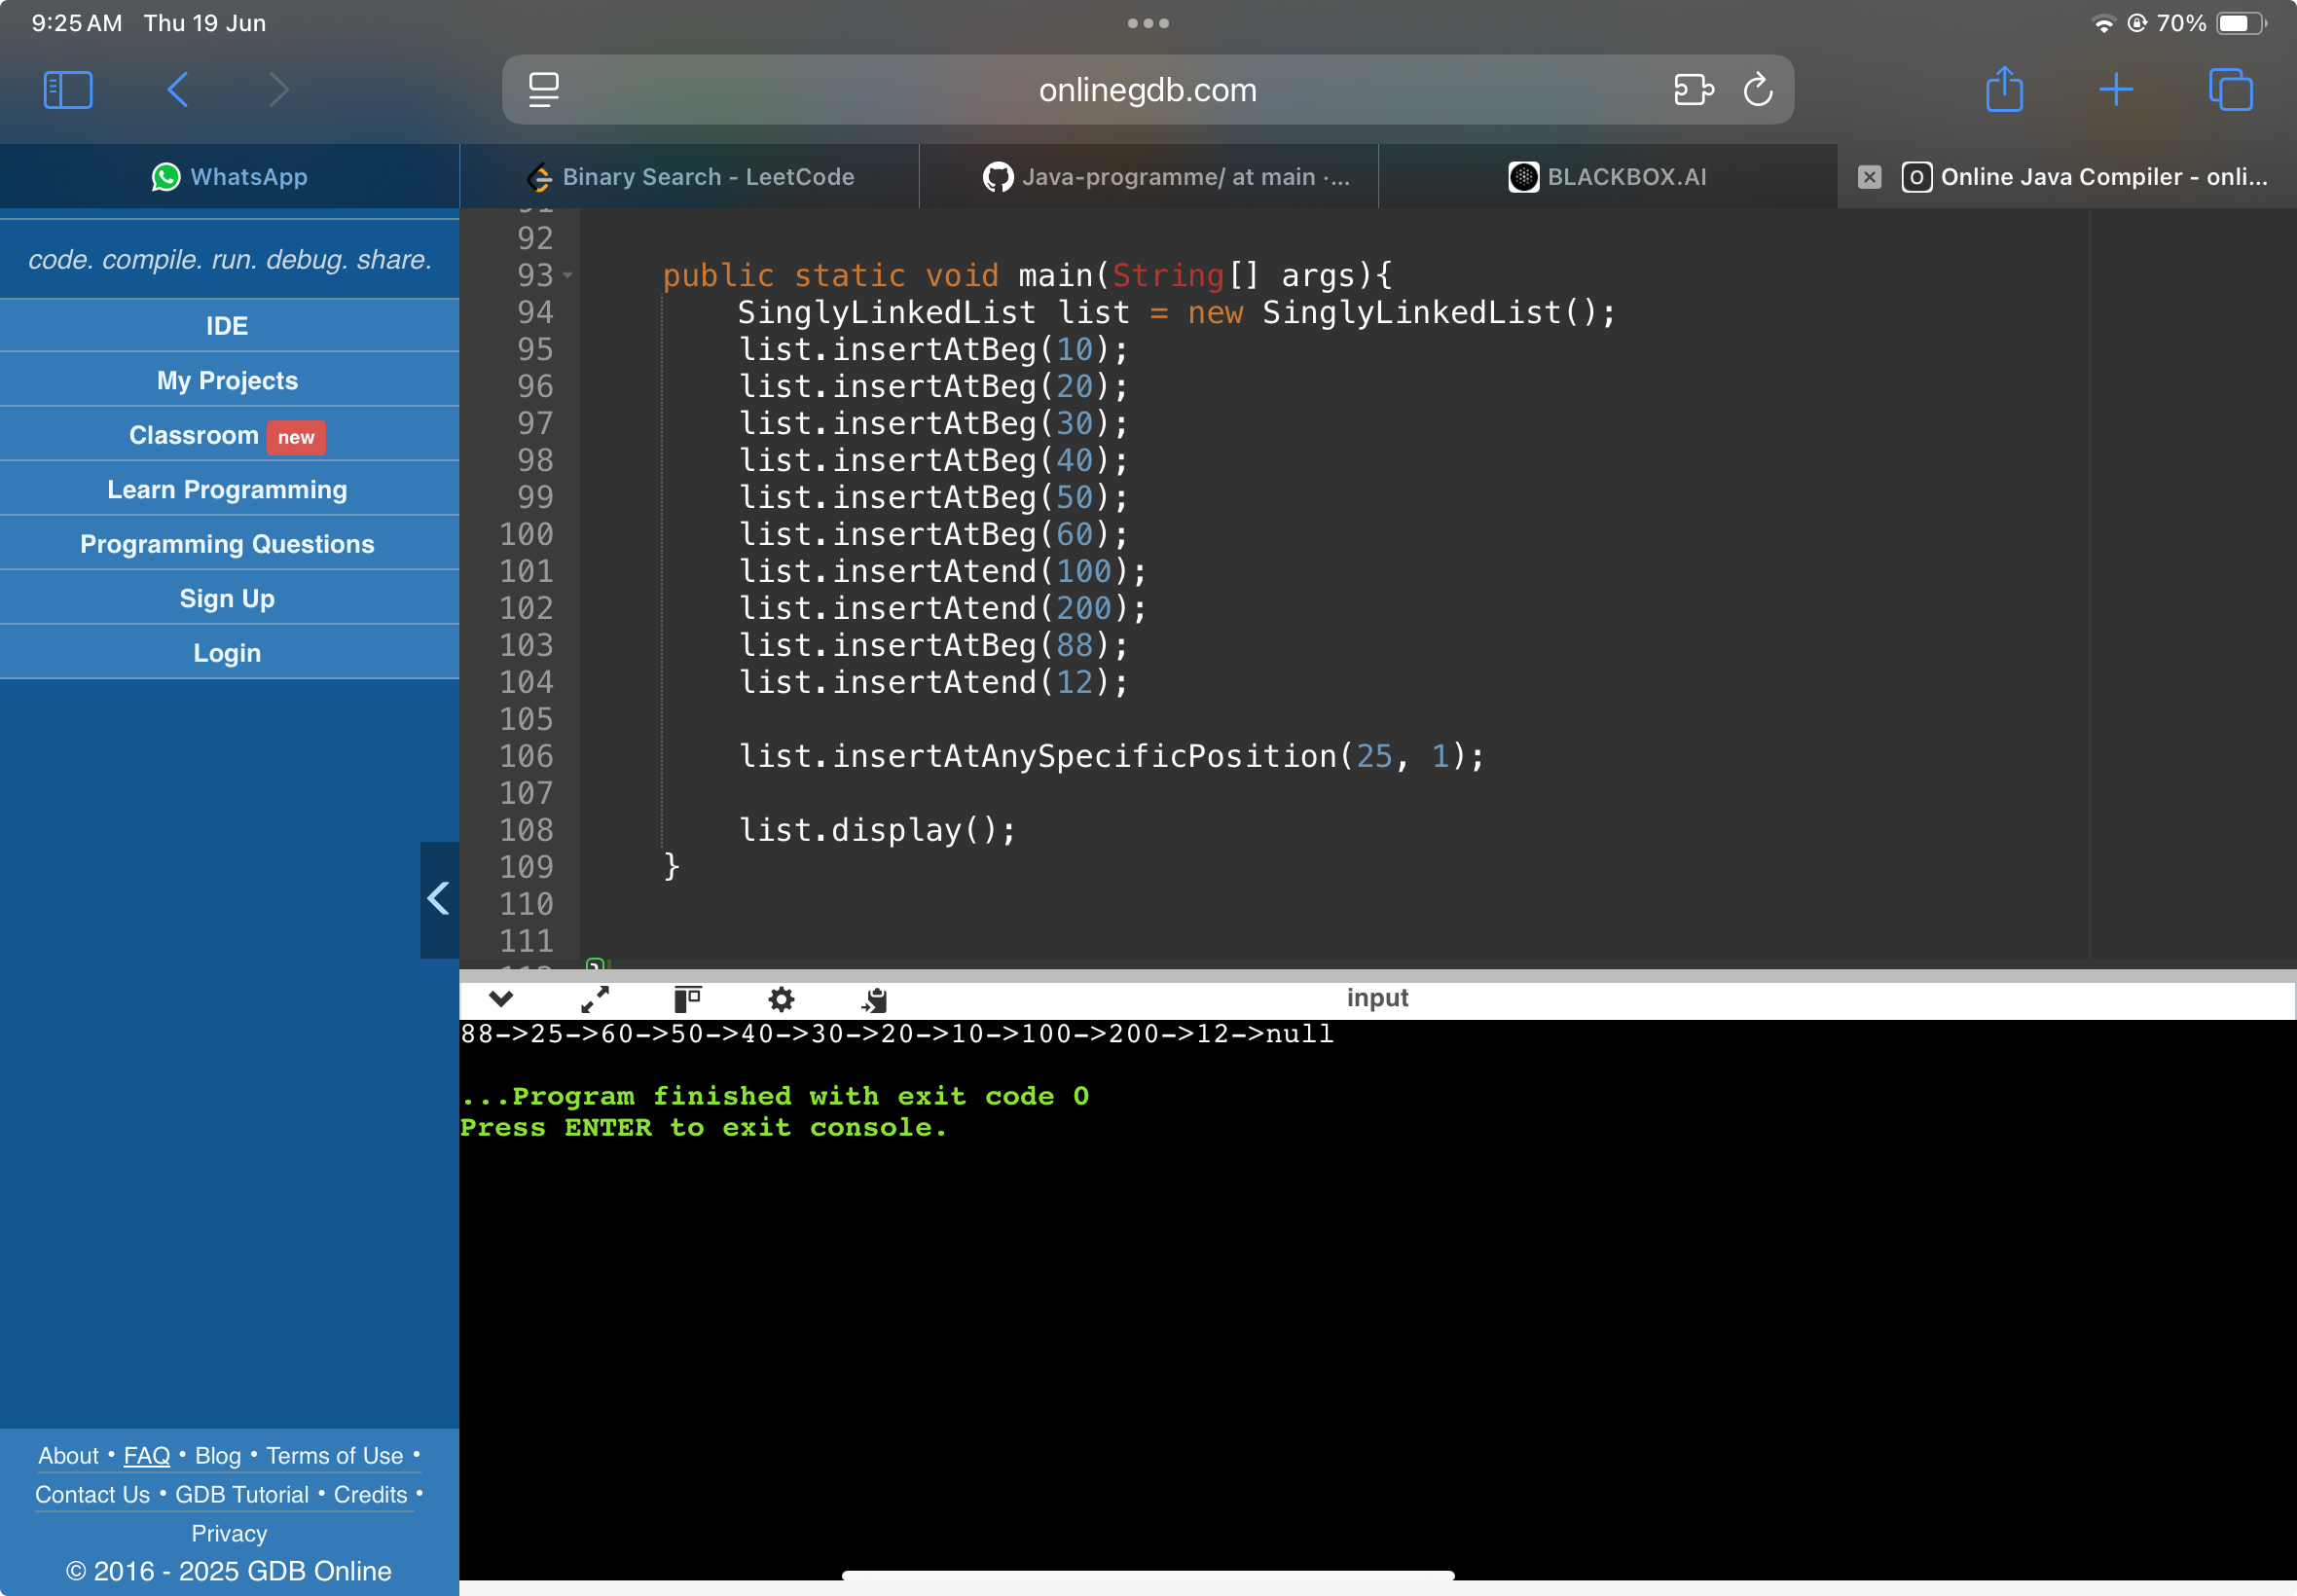 9:25 AM Thu 19 Jun
70%
onlinegdb.com
WhatsApp
Binary Search - LeetCode
Java-programme/ at main ·...
BLACKBOX.AI
Online Java Compiler - onli...
code. compile. run. debug. share.
IDE
My Projects
Classroom new
Learn Programming
Programming Questions
Sign Up
Login
92
93 public static void main(String[] args){
94 SinglyLinkedList list = new SinglyLinkedList();
95 list.insertAtBeg(10);
96 list.insertAtBeg(20);
97 list.insertAtBeg(30);
98 list.insertAtBeg(40);
99 list.insertAtBeg(50);
100 list.insertAtBeg(60);
101 list.insertAtend(100);
102 list.insertAtend(200);
103 list.insertAtBeg(88);
104 list.insertAtend(12);
105
106 list.insertAtAnySpecificPosition(25, 1);
107
108 list.display();
109 }
110
111
input
88->25->60->50->40->30->20->10->100->200->12->null
...Program finished with exit code 0
Press ENTER to exit console.
About • FAQ • Blog • Terms of Use •
Contact Us • GDB Tutorial • Credits •
Privacy
© 2016 - 2025 GDB Online